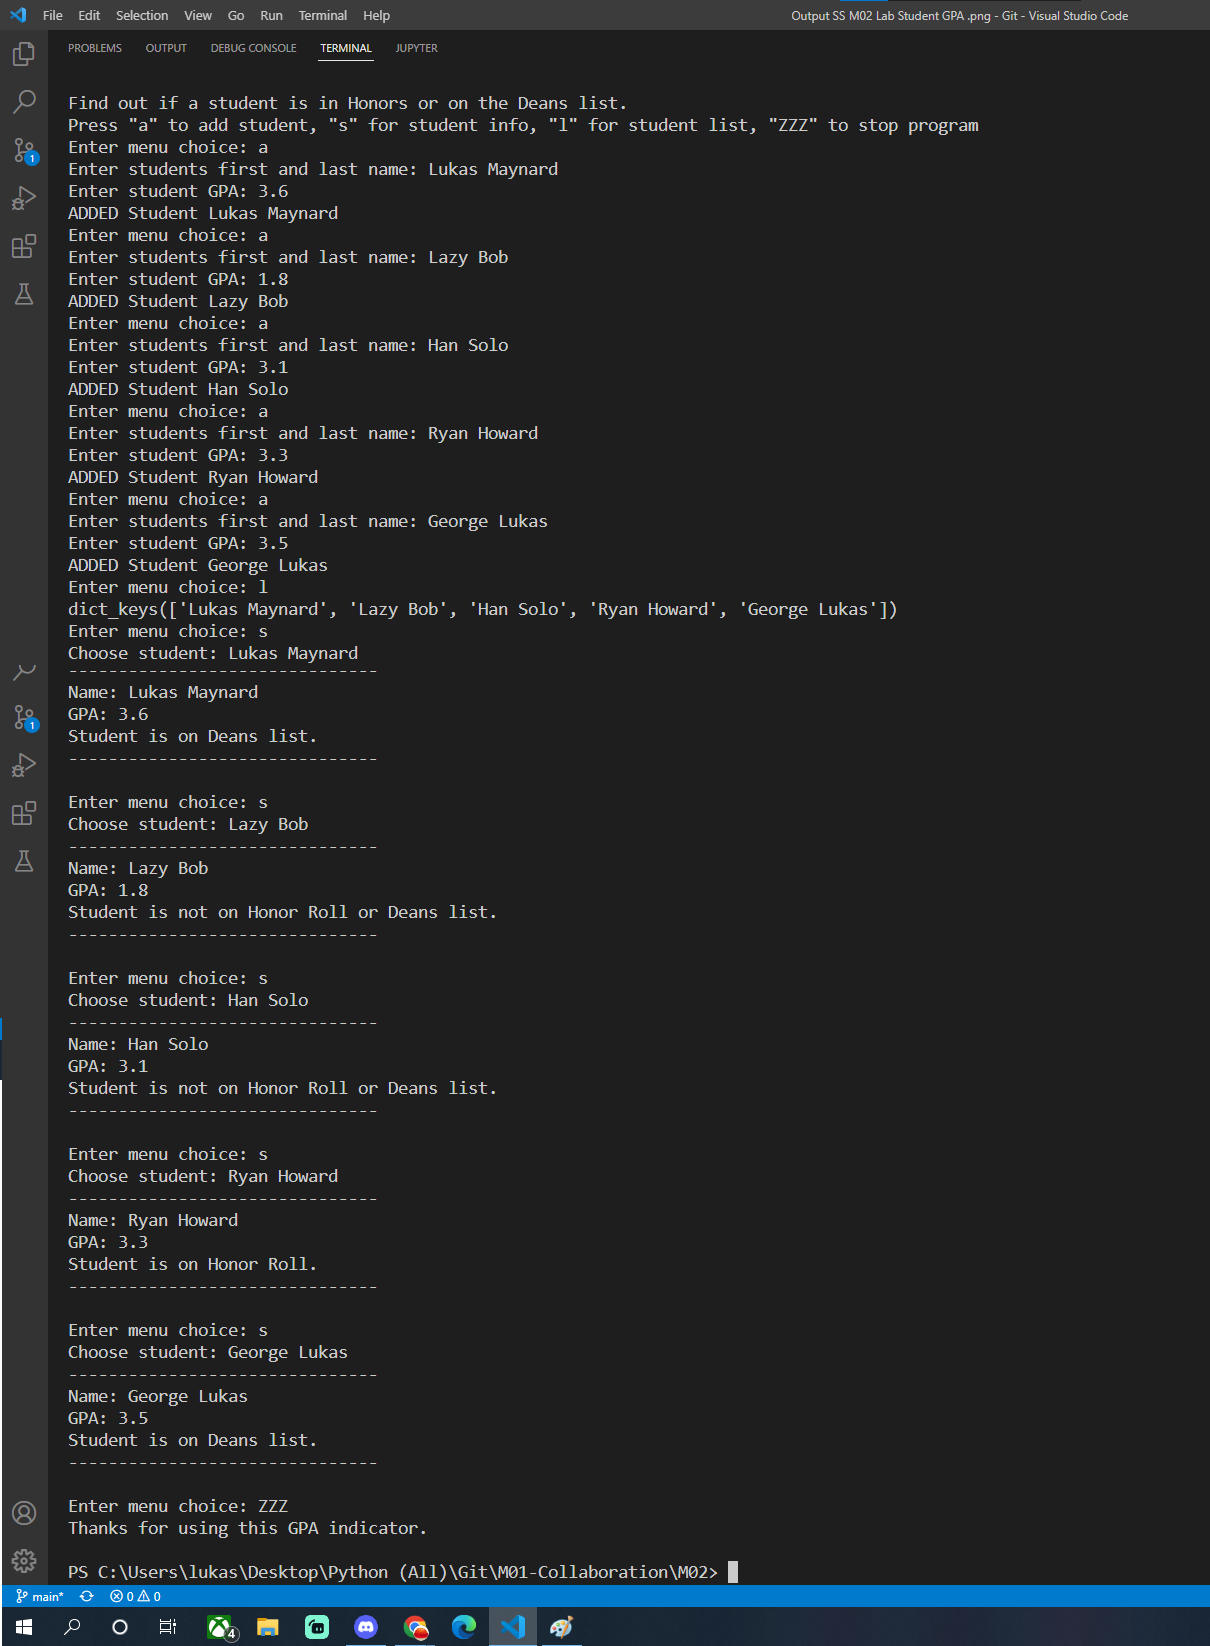 File Edit Selection View Go Run Terminal Help
Output SS M02 Lab Student GPA .png - Git - Visual Studio Code
PROBLEMS OUTPUT DEBUG CONSOLE TERMINAL JUPYTER
Find out if a student is in Honors or on the Deans list.
Press "a" to add student, "s" for student info, "l" for student list, "ZZZ" to stop program
Enter menu choice: a
Enter students first and last name: Lukas Maynard
Enter student GPA: 3.6
ADDED Student Lukas Maynard
Enter menu choice: a
Enter students first and last name: Lazy Bob
Enter student GPA: 1.8
ADDED Student Lazy Bob
Enter menu choice: a
Enter students first and last name: Han Solo
Enter student GPA: 3.1
ADDED Student Han Solo
Enter menu choice: a
Enter students first and last name: Ryan Howard
Enter student GPA: 3.3
ADDED Student Ryan Howard
Enter menu choice: a
Enter students first and last name: George Lukas
Enter student GPA: 3.5
ADDED Student George Lukas
Enter menu choice: l
dict_keys(['Lukas Maynard', 'Lazy Bob', 'Han Solo', 'Ryan Howard', 'George Lukas'])
Enter menu choice: s
Choose student: Lukas Maynard
-------------------------------
Name: Lukas Maynard
GPA: 3.6
Student is on Deans list.
-------------------------------
Enter menu choice: s
Choose student: Lazy Bob
-------------------------------
Name: Lazy Bob
GPA: 1.8
Student is not on Honor Roll or Deans list.
-------------------------------
Enter menu choice: s
Choose student: Han Solo
-------------------------------
Name: Han Solo
GPA: 3.1
Student is not on Honor Roll or Deans list.
-------------------------------
Enter menu choice: s
Choose student: Ryan Howard
-------------------------------
Name: Ryan Howard
GPA: 3.3
Student is on Honor Roll.
-------------------------------
Enter menu choice: s
Choose student: George Lukas
-------------------------------
Name: George Lukas
GPA: 3.5
Student is on Deans list.
-------------------------------
Enter menu choice: ZZZ
Thanks for using this GPA indicator.
PS C:\Users\lukas\Desktop\Python (All)\Git\M01-Collaboration\M02>
1
1
main* 0 0
4